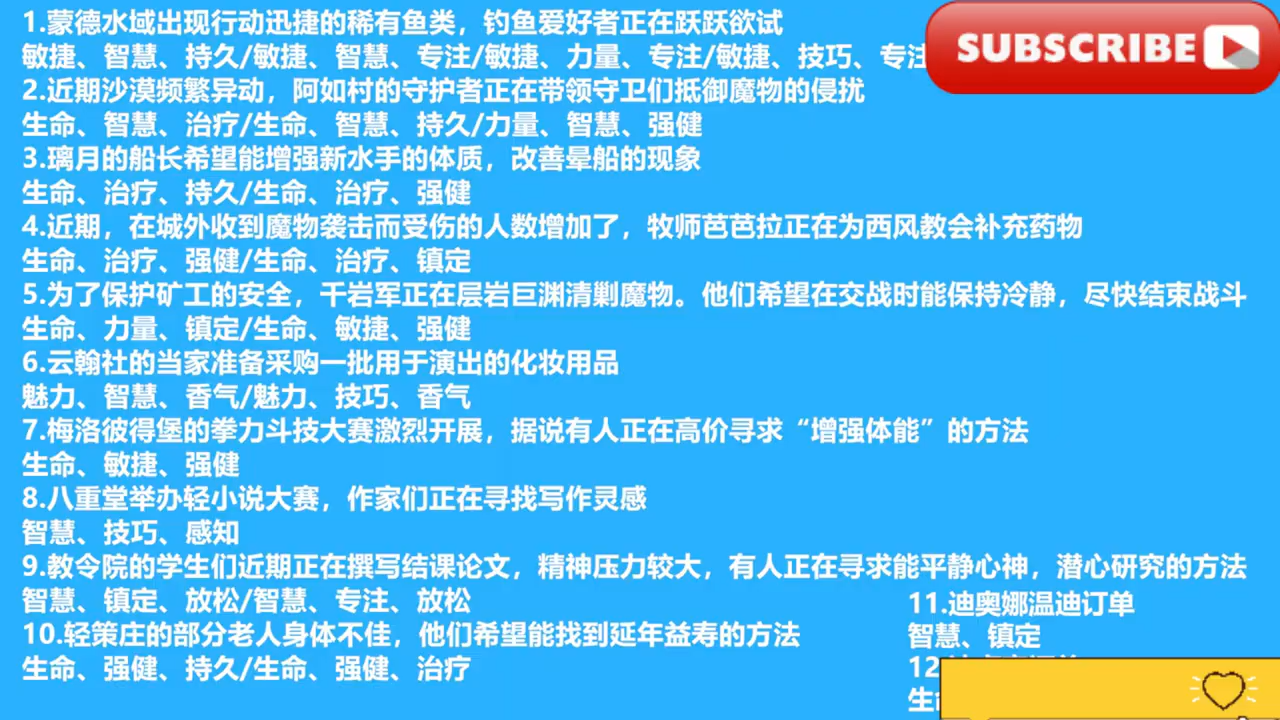 1.蒙德水域出现行动迅捷的稀有鱼类，钓鱼爱好者正在跃跃欲试
敏捷、智慧、持久/敏捷、智慧、专注/敏捷、力量、专注/敏捷、技巧、专注
SUBSCRIBE
2.近期沙漠频繁异动，阿如村的守护者正在带领守卫们抵御魔物的侵扰
生命、智慧、治疗/生命、智慧、持久/力量、智慧、强健
3.璃月的船长希望能增强新水手的体质，改善晕船的现象
生命、治疗、持久/生命、治疗、强健
4.近期，在城外收到魔物袭击而受伤的人数增加了，牧师芭芭拉正在为西风教会补充药物
生命、治疗、强健/生命、治疗、镇定
5.为了保护矿工的安全，千岩军正在层岩巨渊清剿魔物。他们希望在交战时能保持冷静，尽快结束战斗
生命、力量、镇定/生命、敏捷、强健
6.云翰社的当家准备采购一批用于演出的化妆用品
魅力、智慧、香气/魅力、技巧、香气
7.梅洛彼得堡的拳力斗技大赛激烈开展，据说有人正在高价寻求“增强体能”的方法
生命、敏捷、强健
8.八重堂举办轻小说大赛，作家们正在寻找写作灵感
智慧、技巧、感知
9.教令院的学生们近期正在撰写结课论文，精神压力较大，有人正在寻求能平静心神，潜心研究的方法
智慧、镇定、放松/智慧、专注、放松
10.轻策庄的部分老人身体不佳，他们希望能找到延年益寿的方法
生命、强健、持久/生命、强健、治疗
11.迪奥娜温迪订单
智慧、镇定
12
生